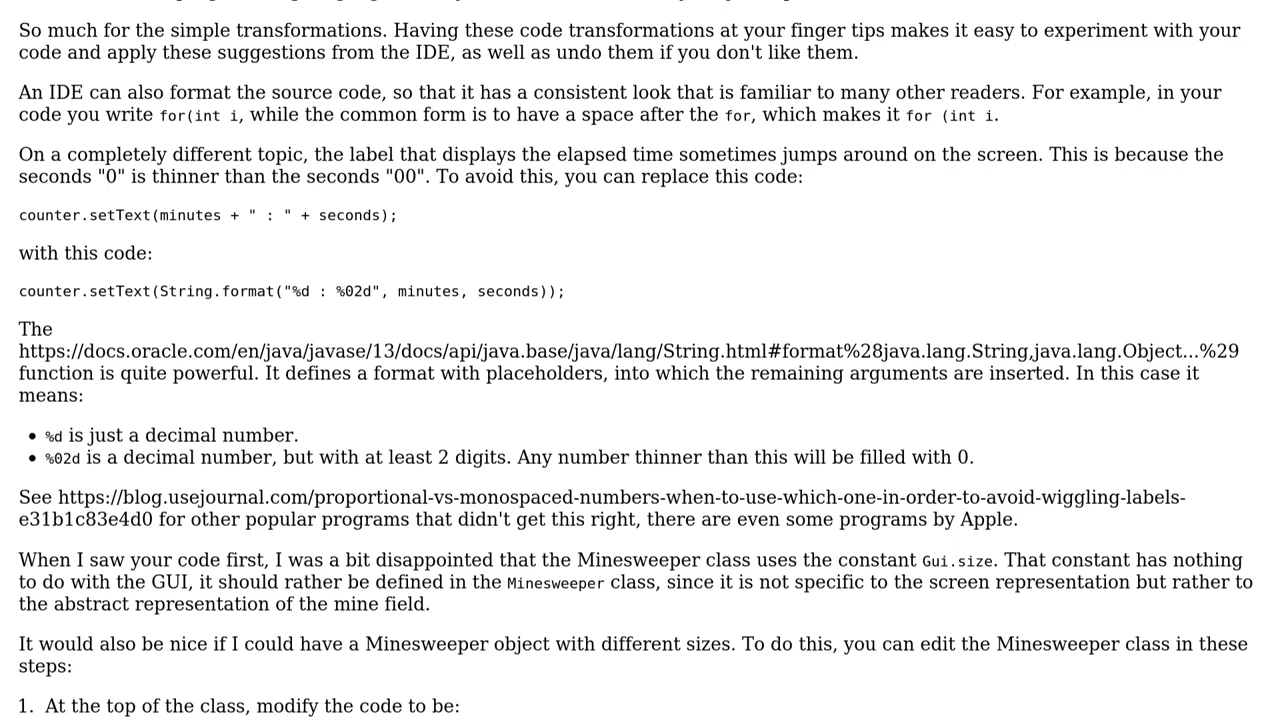 So much for the simple transformations. Having these code transformations at your finger tips makes it easy to experiment with your
code and apply these suggestions from the IDE, as well as undo them if you don't like them.
An IDE can also format the source code, so that it has a consistent look that is familiar to many other readers. For example, in your
code you write for(int i, while the common form is to have a space after the for, which makes it for (int i.
On a completely different topic, the label that displays the elapsed time sometimes jumps around on the screen. This is because the
seconds "0" is thinner than the seconds "00". To avoid this, you can replace this code:
counter.setText(minutes + " : " + seconds);
with this code:
counter.setText(String.format("%d : %02d", minutes, seconds));
The
https://docs.oracle.com/en/java/javase/13/docs/api/java.base/java/lang/String.html#format%28java.lang.String,java.lang.Object...%29
function is quite powerful. It defines a format with placeholders, into which the remaining arguments are inserted. In this case it
means:
• %d is just a decimal number.
• %02d is a decimal number, but with at least 2 digits. Any number thinner than this will be filled with 0.
See https://blog.usejournal.com/proportional-vs-monospaced-numbers-when-to-use-which-one-in-order-to-avoid-wiggling-labels-
e31b1c83e4d0 for other popular programs that didn't get this right, there are even some programs by Apple.
When I saw your code first, I was a bit disappointed that the Minesweeper class uses the constant Gui.size. That constant has nothing
to do with the GUI, it should rather be defined in the Minesweeper class, since it is not specific to the screen representation but rather to
the abstract representation of the mine field.
It would also be nice if I could have a Minesweeper object with different sizes. To do this, you can edit the Minesweeper class in these
steps:
1. At the top of the class, modify the code to be: